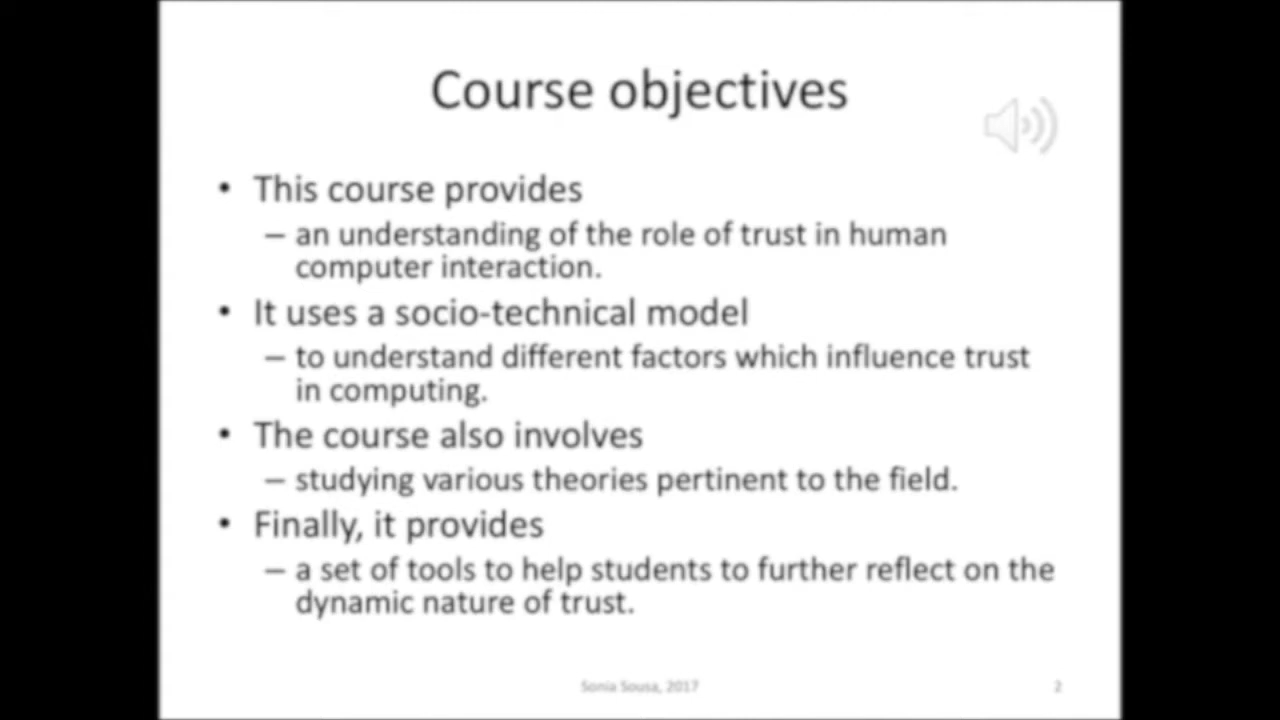 Course objectives
• This course provides
– an understanding of the role of trust in human
computer interaction.
• It uses a socio-technical model
– to understand different factors which influence trust
in computing.
• The course also involves
– studying various theories pertinent to the field.
• Finally, it provides
– a set of tools to help students to further reflect on the
dynamic nature of trust.
Sonia Sousa, 2017
2